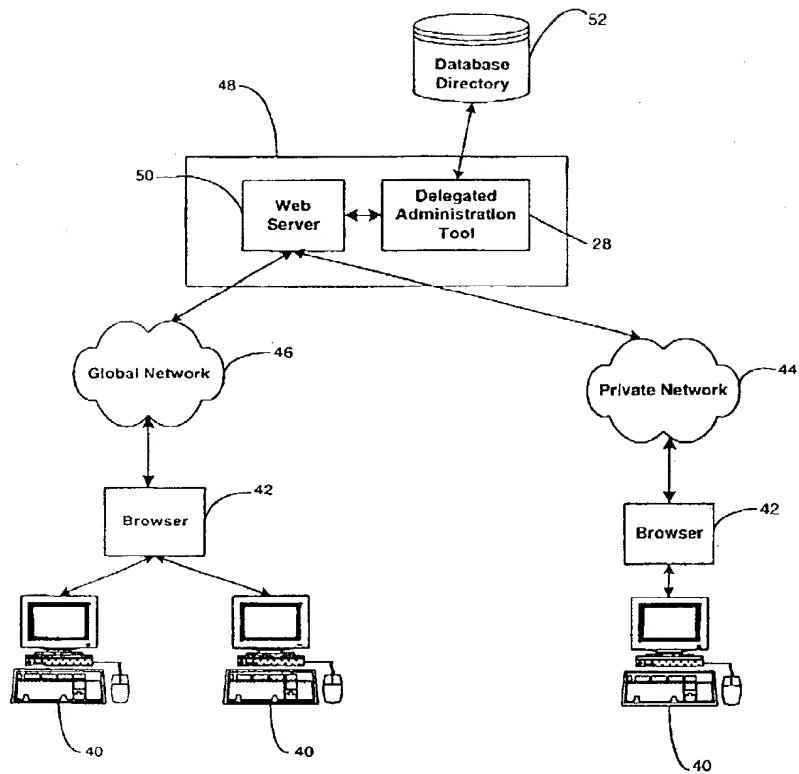 52
Database
Directory
48
50
Web
Server
Delegated
Administration
Tool
28
46
Global Network
44
Private Network
42
Browser
42
Browser
40
40
40